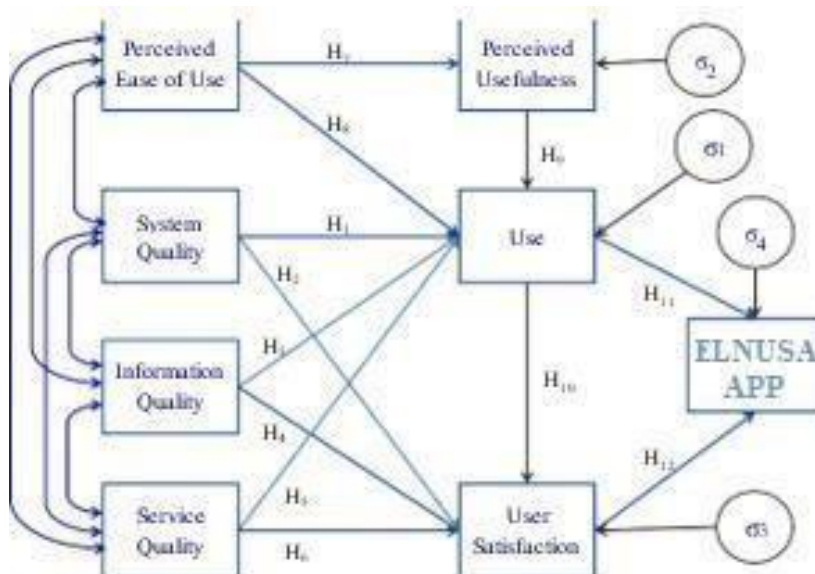 Perceived
Ease of Use
H₇
Perceived
Usefulness
σ₂
H₈
H₉
σ₁
System
Quality
H₁
Use
σ₄
H₂
H₁₁
ELNUSA
APP
Information
Quality
H₃
H₁₀
H₄
H₁₂
Service
Quality
H₅
H₆
User
Satisfaction
σ₃